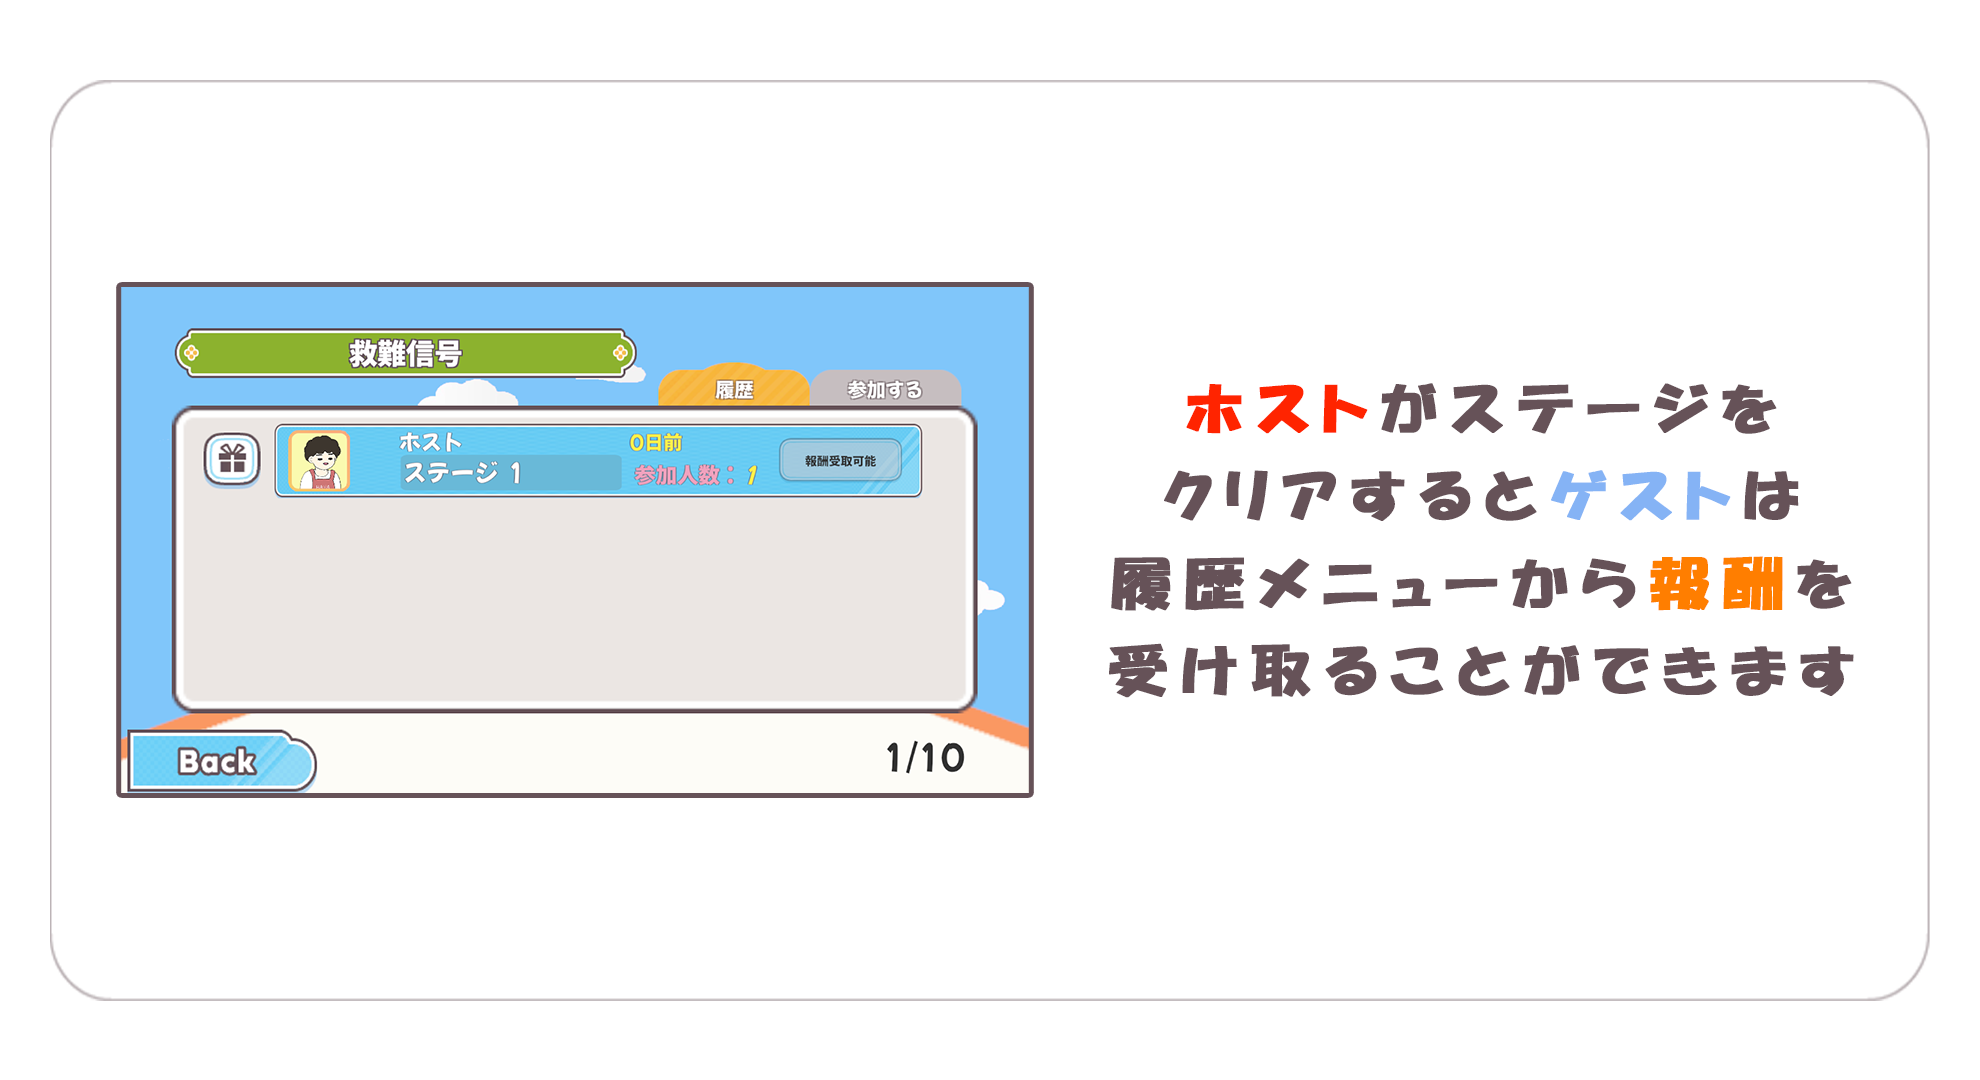 救難信号
履歴
参加する
ホスト
0日前
ステージ 1
参加人数：1
報酬受取可能
Back
1/10
ホストがステージを
クリアするとゲストは
履歴メニューから報酬を
受け取ることができます